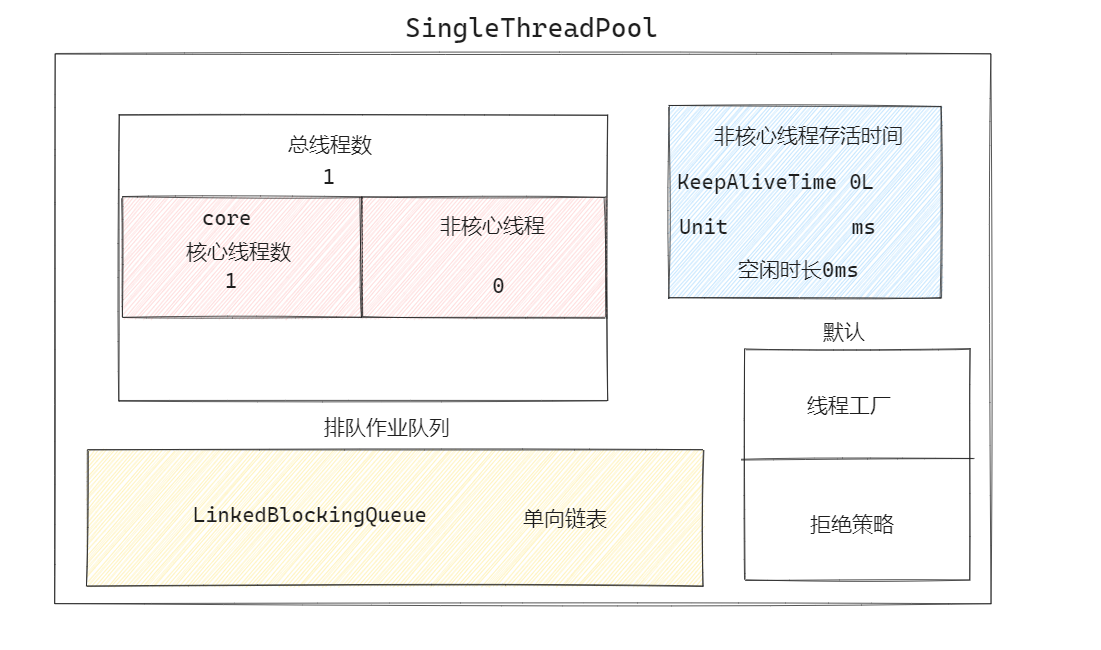 SingleThreadPool
总线程数
1
core
核心线程数
1
非核心线程
0
非核心线程存活时间
KeepAliveTime 0L
Unit ms
空闲时长0ms
默认
线程工厂
拒绝策略
排队作业队列
LinkedBlockingQueue 单向链表